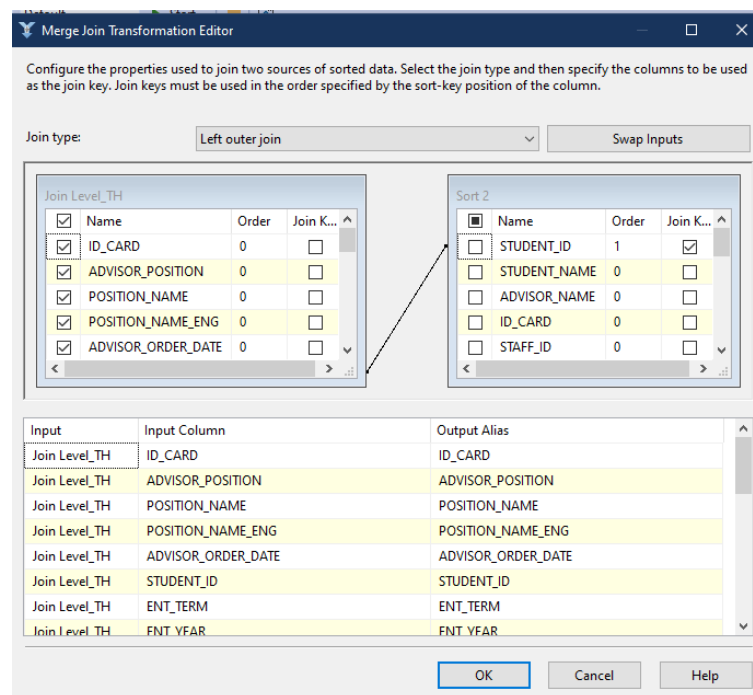 Merge Join Transformation Editor
Configure the properties used to join two sources of sorted data. Select the join type and then specify the columns to be used
as the join key. Join keys must be used in the order specified by the sort-key position of the column.
Join type: Left outer join Swap Inputs
Join Level_TH
Name Order Join K...
ID_CARD 0
ADVISOR_POSITION 0
POSITION_NAME 0
POSITION_NAME_ENG 0
ADVISOR_ORDER_DATE 0
Sort 2
Name Order Join K...
STUDENT_ID 1
STUDENT_NAME 0
ADVISOR_NAME 0
ID_CARD 0
STAFF_ID 0
Input Input Column Output Alias
Join Level_TH ID_CARD ID_CARD
Join Level_TH ADVISOR_POSITION ADVISOR_POSITION
Join Level_TH POSITION_NAME POSITION_NAME
Join Level_TH POSITION_NAME_ENG POSITION_NAME_ENG
Join Level_TH ADVISOR_ORDER_DATE ADVISOR_ORDER_DATE
Join Level_TH STUDENT_ID STUDENT_ID
Join Level_TH ENT_TERM ENT_TERM
Join Level_TH ENT_YEAR ENT_YEAR
OK Cancel Help